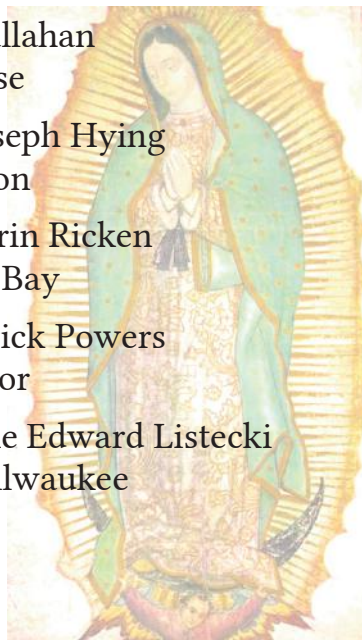 llahan
se
seph Hying
on
rin Ricken
Bay
ick Powers
or
e Edward Listecki
lwaukee